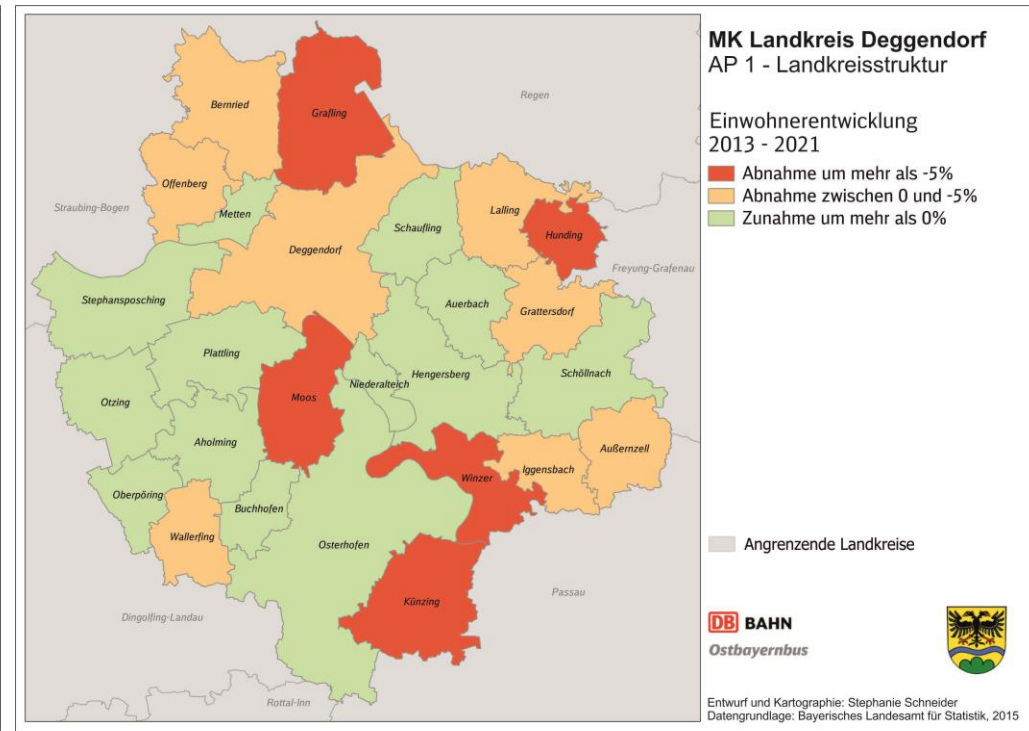 MK Landkreis Deggendorf
AP 1 - Landkreisstruktur
Einwohnerentwicklung
2013 - 2021
Abnahme um mehr als -5%
Abnahme zwischen 0 und -5%
Zunahme um mehr als 0%
Bernried
Grafling
Regen
Offenberg
Metten
Straubing-Bogen
Schaufling
Lalling
Hunding
Deggendorf
Freyung-Grafenau
Stephansposching
Auerbach
Grattersdorf
Plattling
Niederalteich
Hengersberg
Schöllnach
Otzing
Moos
Aholming
Außernzell
Iggensbach
Winzer
Oberpöring
Buchhofen
Wallerfing
Osterhofen
Künzing
Passau
Dingolfing-Landau
Rottal-Inn
Angrenzende Landkreise
DB BAHN
Ostbayernbus
Entwurf und Kartographie: Stephanie Schneider
Datengrundlage: Bayerisches Landesamt für Statistik, 2015